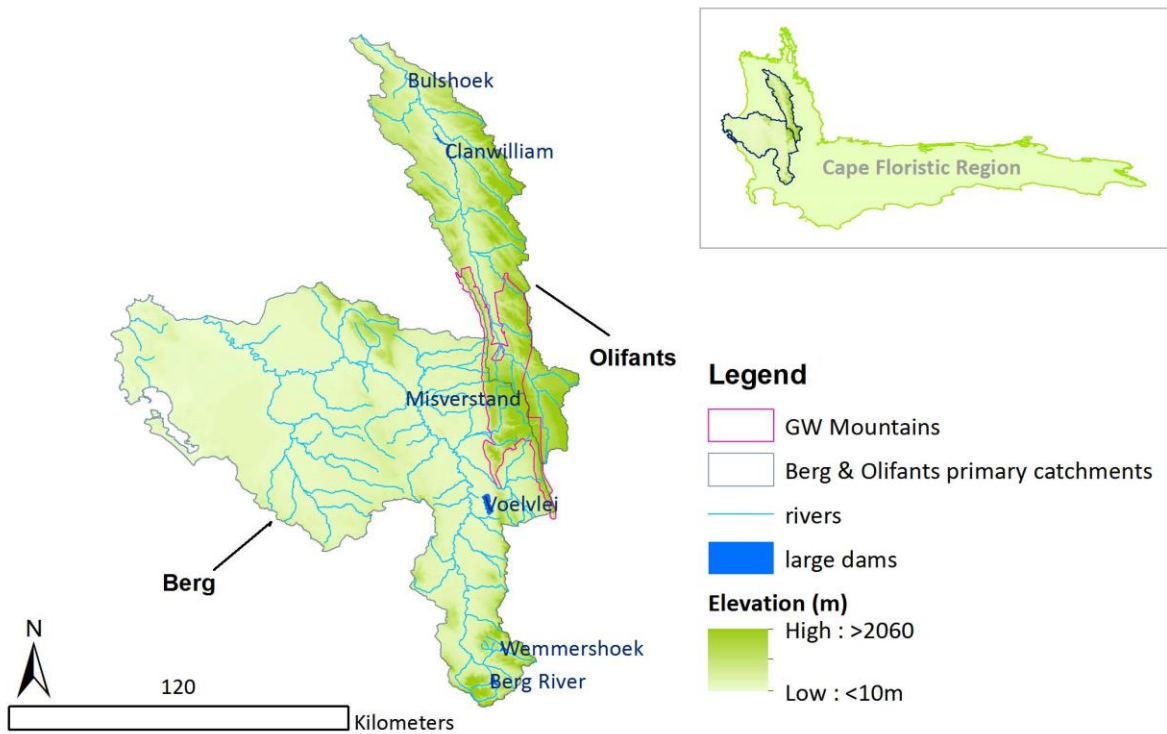 Bulshoek
Clanwilliam
Cape Floristic Region
Olifants
Misverstand
Voelvlei
Berg
Wemmershoek
Berg River
N
120
Kilometers
Legend
GW Mountains
Berg & Olifants primary catchments
rivers
large dams
Elevation (m)
High : >2060
Low : <10m